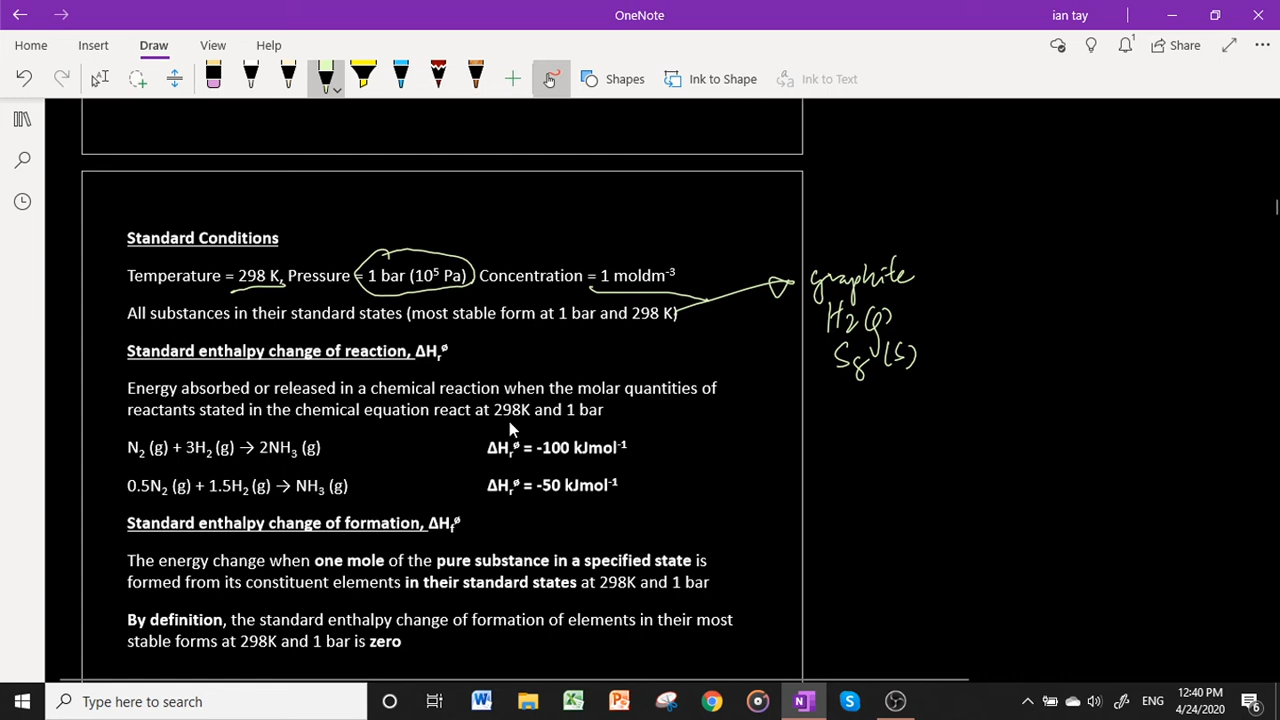 OneNote
ian tay
Home Insert Draw View Help
Share
Shapes Ink to Shape Ink to Text
Standard Conditions
Temperature = 298 K, Pressure = 1 bar (10⁵ Pa), Concentration = 1 moldm⁻³
graphite
All substances in their standard states (most stable form at 1 bar and 298 K)
H₂(g)
Standard enthalpy change of reaction, ΔHᵣᶿ
S₈(s)
Energy absorbed or released in a chemical reaction when the molar quantities of
reactants stated in the chemical equation react at 298K and 1 bar
N₂ (g) + 3H₂ (g) → 2NH₃ (g) ΔHᵣᶿ = -100 kJmol⁻¹
0.5N₂ (g) + 1.5H₂ (g) → NH₃ (g) ΔHᵣᶿ = -50 kJmol⁻¹
Standard enthalpy change of formation, ΔH_fᶿ
The energy change when one mole of the pure substance in a specified state is
formed from its constituent elements in their standard states at 298K and 1 bar
By definition, the standard enthalpy change of formation of elements in their most
stable forms at 298K and 1 bar is zero
Type here to search
ENG
12:40 PM
4/24/2020
6